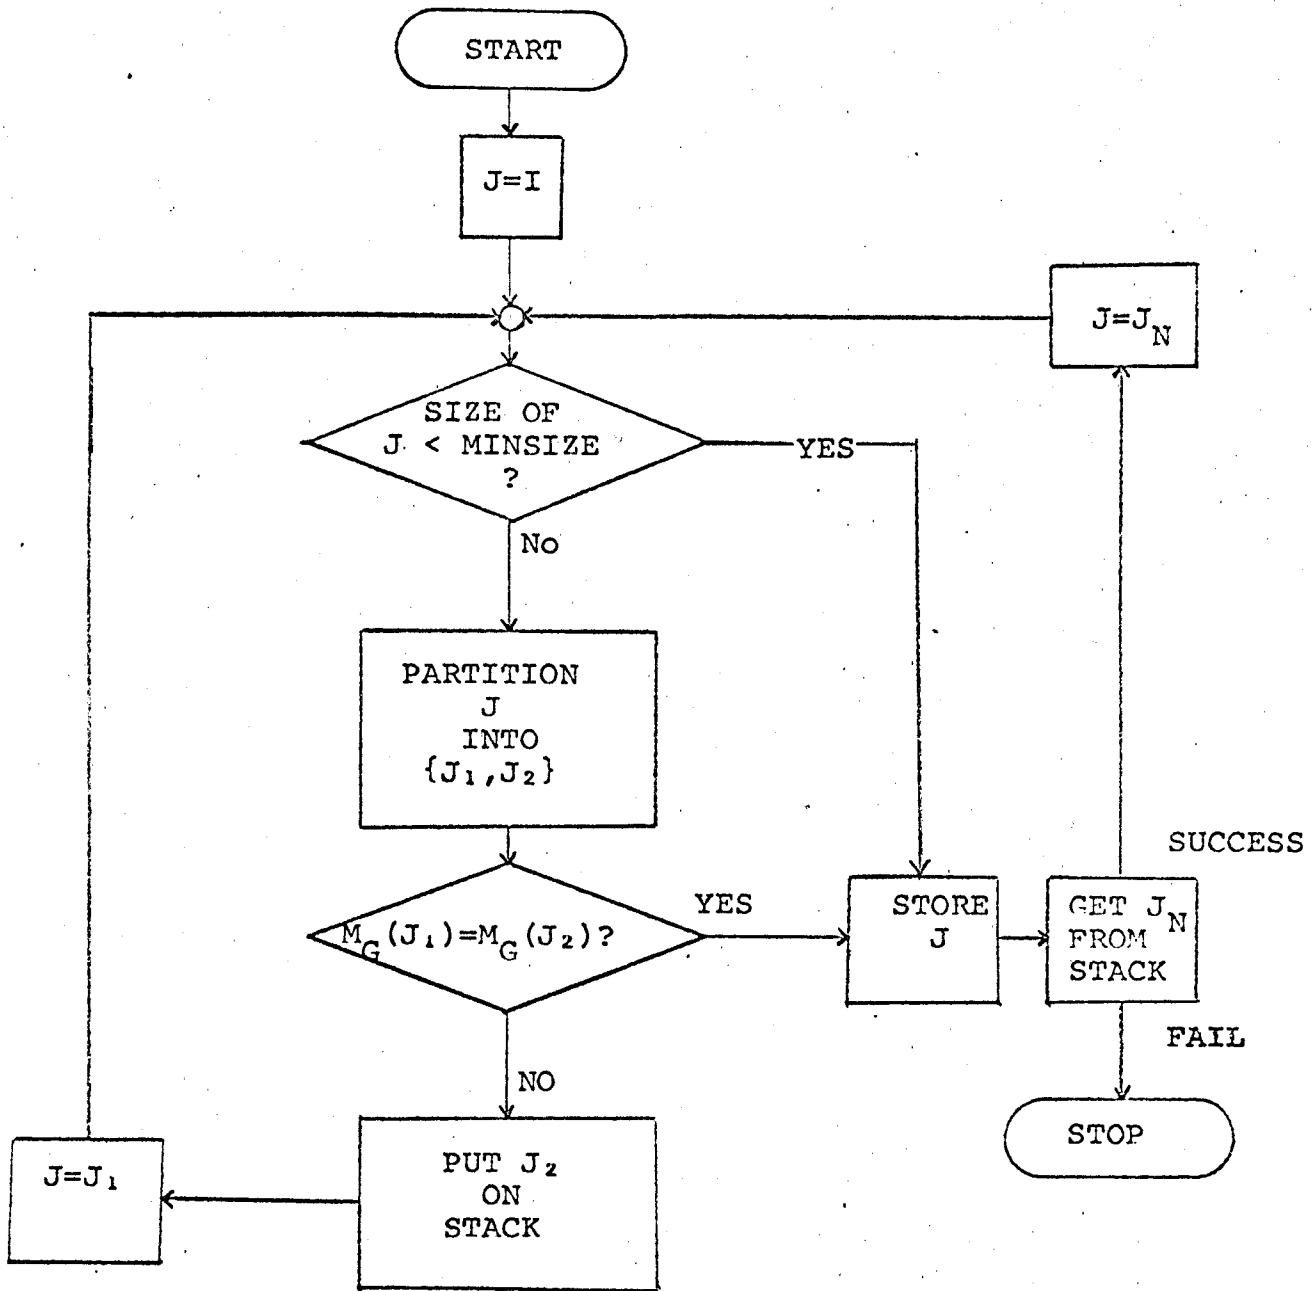 START
J=I
J=J_N
SIZE OF
J < MINSIZE
?
YES
No
PARTITION
J
INTO
{J₁,J₂}
SUCCESS
M_G(J₁)=M_G(J₂)?
YES
STORE
J
GET J_N
FROM
STACK
FAIL
NO
STOP
PUT J₂
ON
STACK
J=J₁